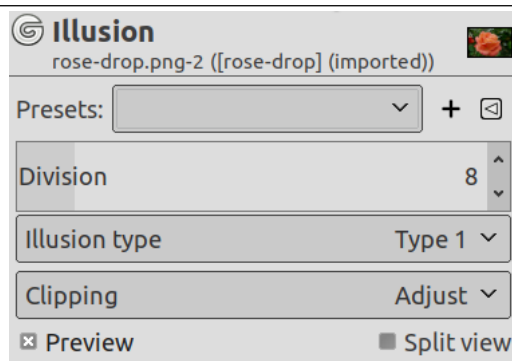 Illusion
rose-drop.png-2 ([rose-drop] (imported))
Presets:
Division 8
Illusion type Type 1
Clipping Adjust
Preview Split view